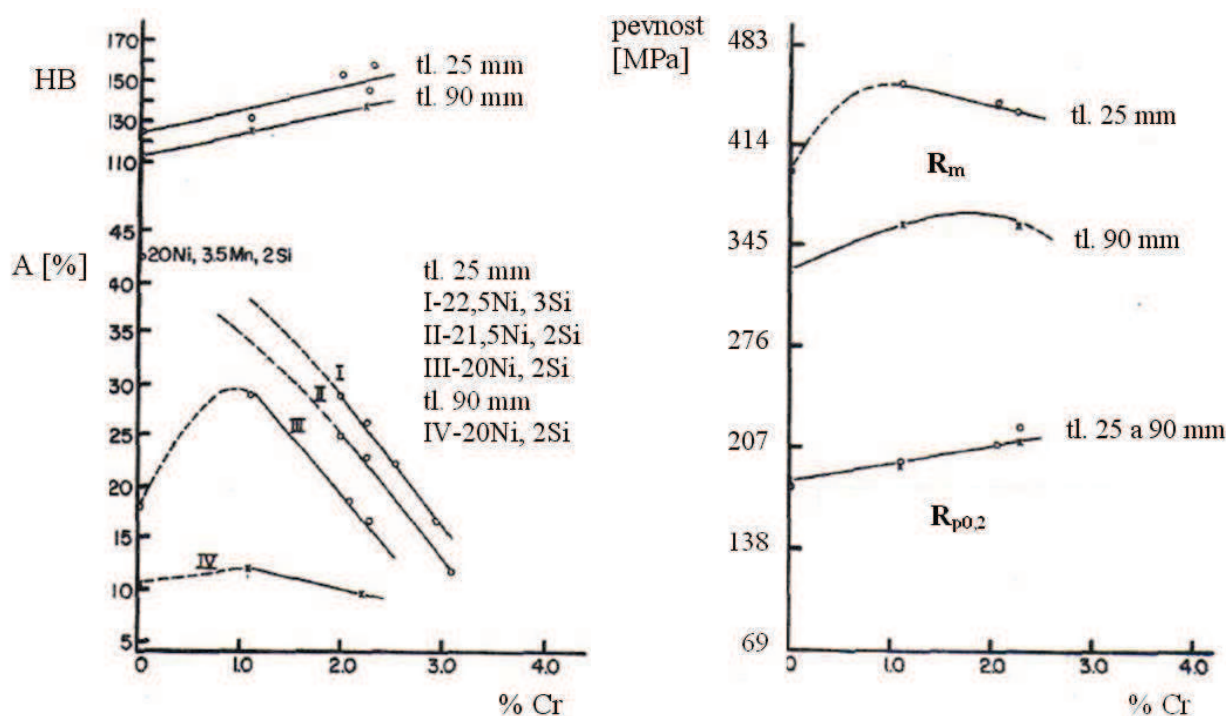 170
150
130
110
HB
tl. 25 mm
tl. 90 mm
45
40
35
30
25
20
15
10
5
A [%]
20Ni, 3.5Mn, 2Si
tl. 25 mm
I-22,5Ni, 3Si
II-21,5Ni, 2Si
III-20Ni, 2Si
tl. 90 mm
IV-20Ni, 2Si
I
II
III
IV
0 1.0 2.0 3.0 4.0
% Cr
pevnost
[MPa]
483
414
345
276
207
138
69
tl. 25 mm
Rm
tl. 90 mm
tl. 25 a 90 mm
Rp0,2
0 1.0 2.0 3.0 4.0
% Cr